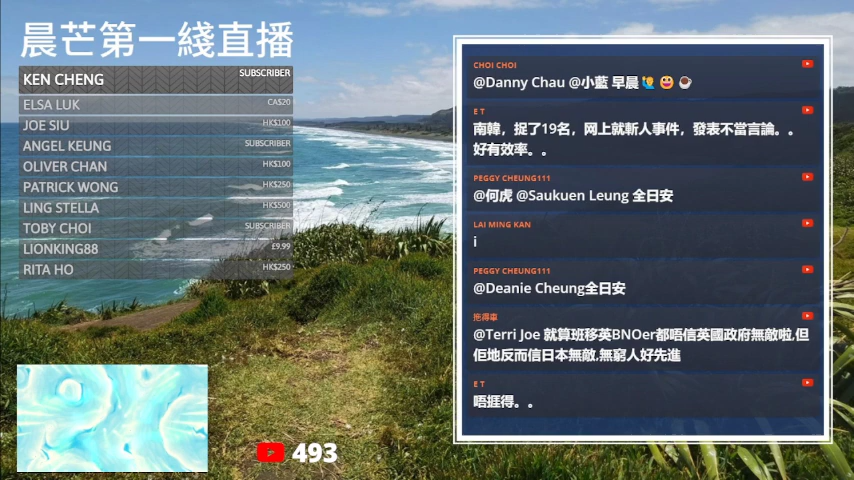 晨芒第一綫直播
KEN CHENG SUBSCRIBER
ELSA LUK CA$20
JOE SIU HK$100
ANGEL KEUNG SUBSCRIBER
OLIVER CHAN HK$100
PATRICK WONG HK$250
LING STELLA HK$500
TOBY CHOI SUBSCRIBER
LIONKING88 £9.99
RITA HO HK$250
493
CHOI CHOI
@Danny Chau @小藍 早晨🙋‍♂️ 😃 ☕
E T
南韓，捉了19名，网上就斬人事件，發表不當言論。。
好有效率。。
PEGGY CHEUNG111
@何虎 @Saukuen Leung 全日安
LAI MING KAN
i
PEGGY CHEUNG111
@Deanie Cheung全日安
拖得車
@Terri Joe 就算班移英BNOer都唔信英國政府無敵啦,但
佢地反而信日本無敵,無窮人好先進
E T
唔捱得。。